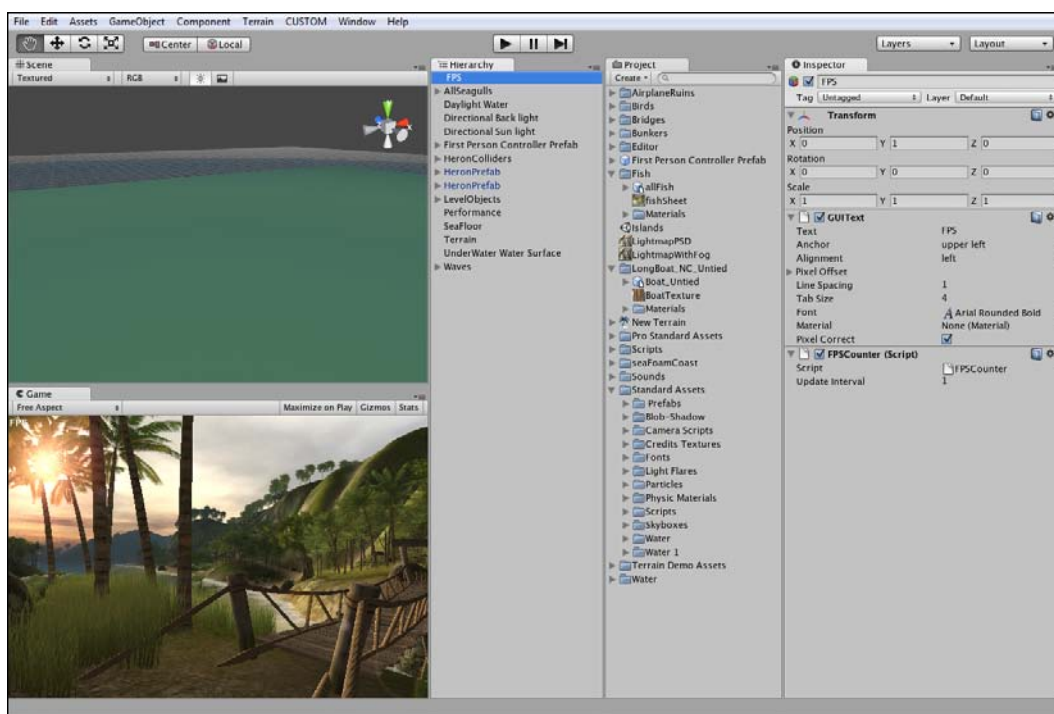 File Edit Assets GameObject Component Terrain CUSTOM Window Help
Center Local Layers Layout
Scene
Textured RGB
Game
Free Aspect Maximize on Play Gizmos Stats
FPS
Hierarchy
FPS
AllSeagulls
Daylight Water
Directional Back light
Directional Sun light
First Person Controller Prefab
HeronColliders
HeronPrefab
HeronPrefab
LevelObjects
Performance
SeaFloor
Terrain
UnderWater Water Surface
Waves
Project
Create
AirplaneRuins
Birds
Bridges
Bunkers
Editor
First Person Controller Prefab
Fish
allFish
fishSheet
Materials
Islands
LightmapPSD
LightmapWithFog
LongBoat_NC_Untied
Boat_Untied
BoatTexture
Materials
New Terrain
Pro Standard Assets
Scripts
seaFoamCoast
Sounds
Standard Assets
Prefabs
Blob-Shadow
Camera Scripts
Credits Textures
Fonts
Light Flares
Particles
Physic Materials
Scripts
Skyboxes
Water
Water 1
Terrain Demo Assets
Water
Inspector
FPS
Tag Untagged Layer Default
Transform
Position
X 0 Y 1 Z 0
Rotation
X 0 Y 0 Z 0
Scale
X 1 Y 1 Z 1
GUIText
Text FPS
Anchor upper left
Alignment left
Pixel Offset
Line Spacing 1
Tab Size 4
Font Arial Rounded Bold
Material None (Material)
Pixel Correct
FPSCounter (Script)
Script FPSCounter
Update Interval 1